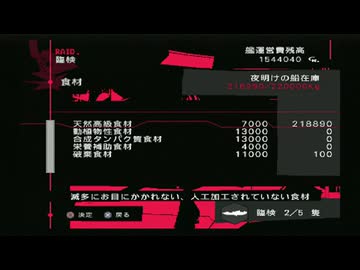 RAID.
臨検
艦運営費残高
1544040 G.
食材
夜明けの船在庫
218990/220000Kg
天然高級食材 7000 218890
動植物性食材 13000 0
合成タンパク質食材 13000 0
栄養補助食材 4000 0
破棄食材 11000 100
滅多にお目にかかれない、人工加工されていない食材
決定 戻る
臨検 2/5 隻